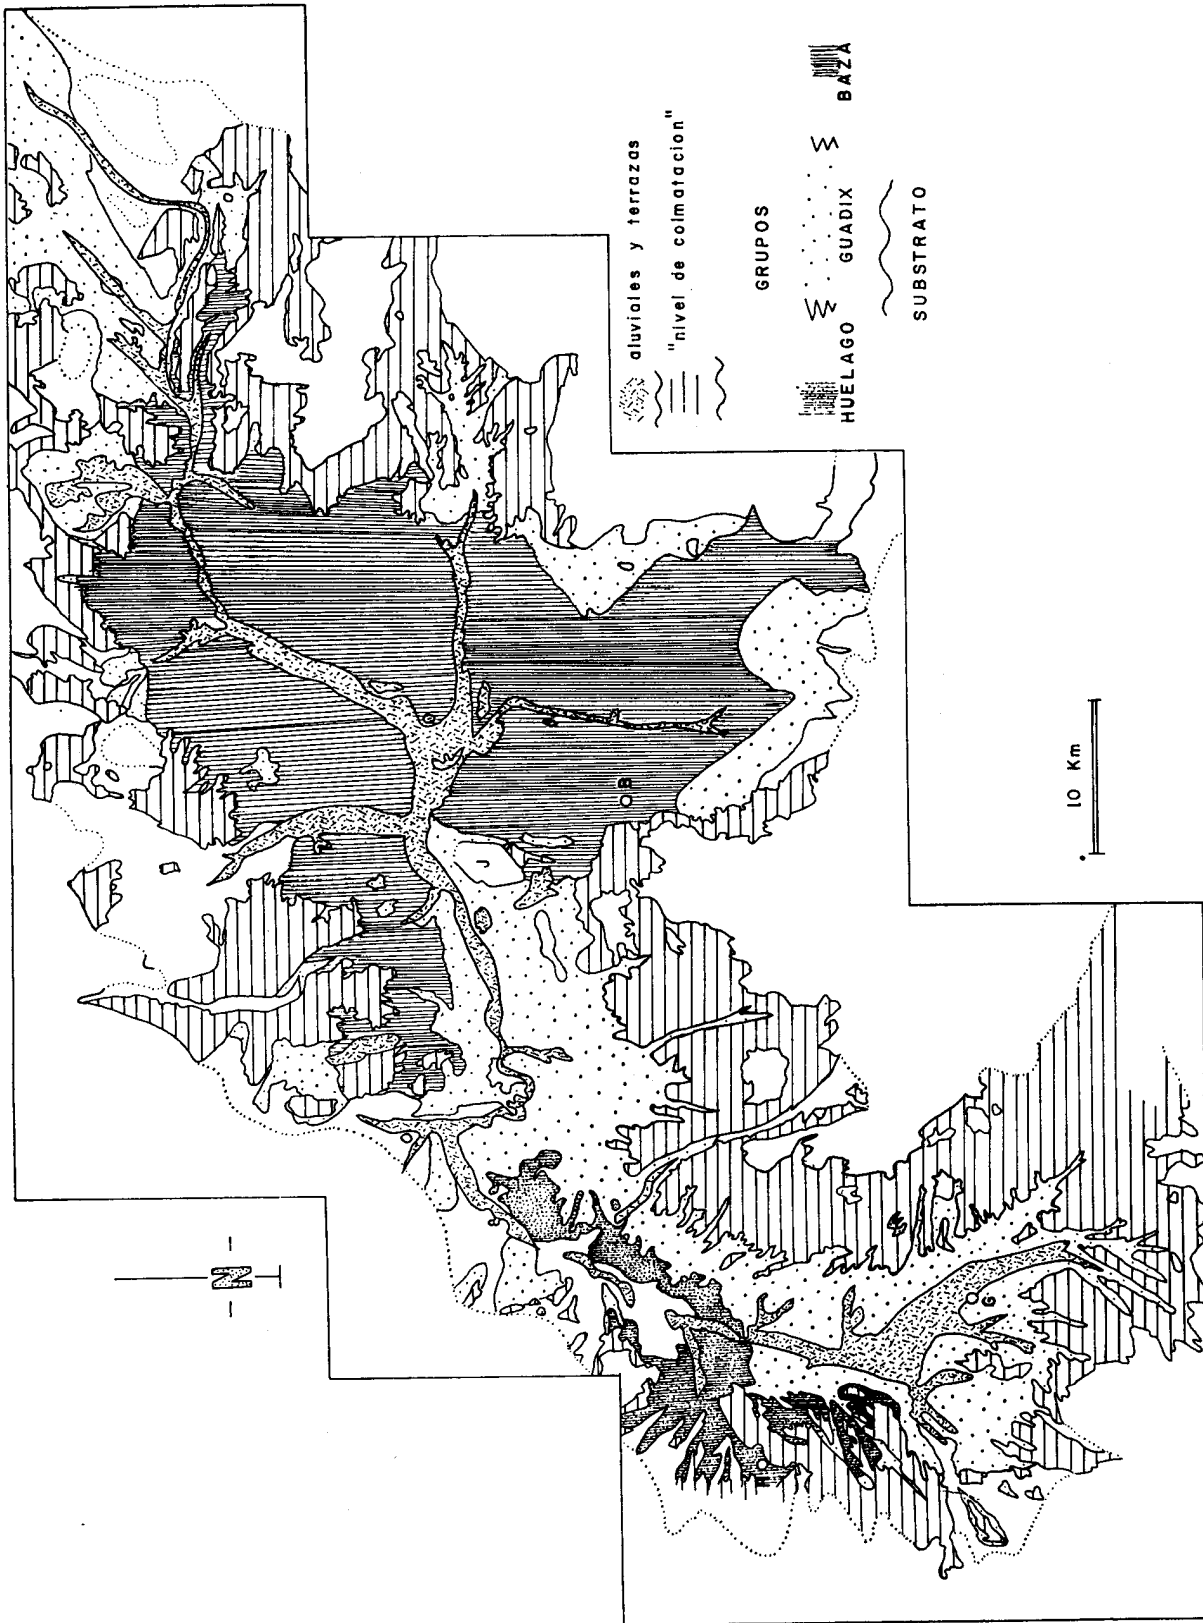 aluviales y terrazas
"nivel de colmatacion"
GRUPOS
HUELAGO GUADIX BAZA
SUBSTRATO
10 Km
N
J
B
G
H